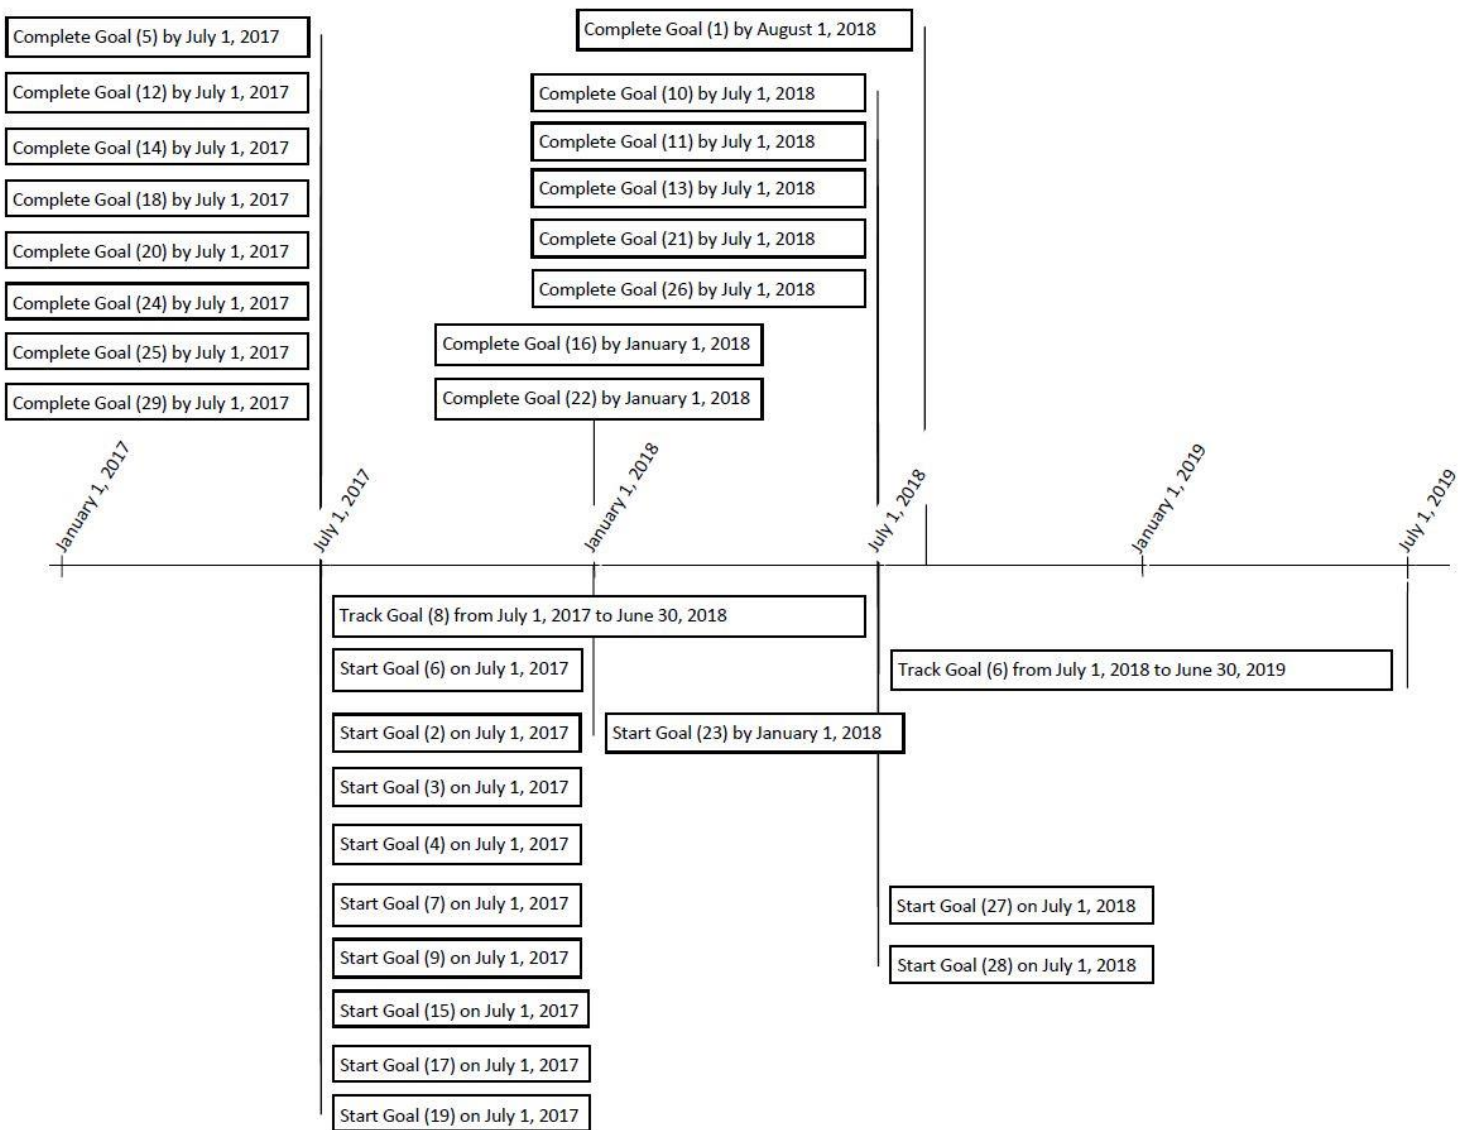 Complete Goal (5) by July 1, 2017
Complete Goal (12) by July 1, 2017
Complete Goal (14) by July 1, 2017
Complete Goal (18) by July 1, 2017
Complete Goal (20) by July 1, 2017
Complete Goal (24) by July 1, 2017
Complete Goal (25) by July 1, 2017
Complete Goal (29) by July 1, 2017
Complete Goal (1) by August 1, 2018
Complete Goal (10) by July 1, 2018
Complete Goal (11) by July 1, 2018
Complete Goal (13) by July 1, 2018
Complete Goal (21) by July 1, 2018
Complete Goal (26) by July 1, 2018
Complete Goal (16) by January 1, 2018
Complete Goal (22) by January 1, 2018
January 1, 2017
July 1, 2017
January 1, 2018
July 1, 2018
January 1, 2019
July 1, 2019
Track Goal (8) from July 1, 2017 to June 30, 2018
Start Goal (6) on July 1, 2017
Track Goal (6) from July 1, 2018 to June 30, 2019
Start Goal (2) on July 1, 2017
Start Goal (23) by January 1, 2018
Start Goal (3) on July 1, 2017
Start Goal (4) on July 1, 2017
Start Goal (7) on July 1, 2017
Start Goal (27) on July 1, 2018
Start Goal (9) on July 1, 2017
Start Goal (28) on July 1, 2018
Start Goal (15) on July 1, 2017
Start Goal (17) on July 1, 2017
Start Goal (19) on July 1, 2017